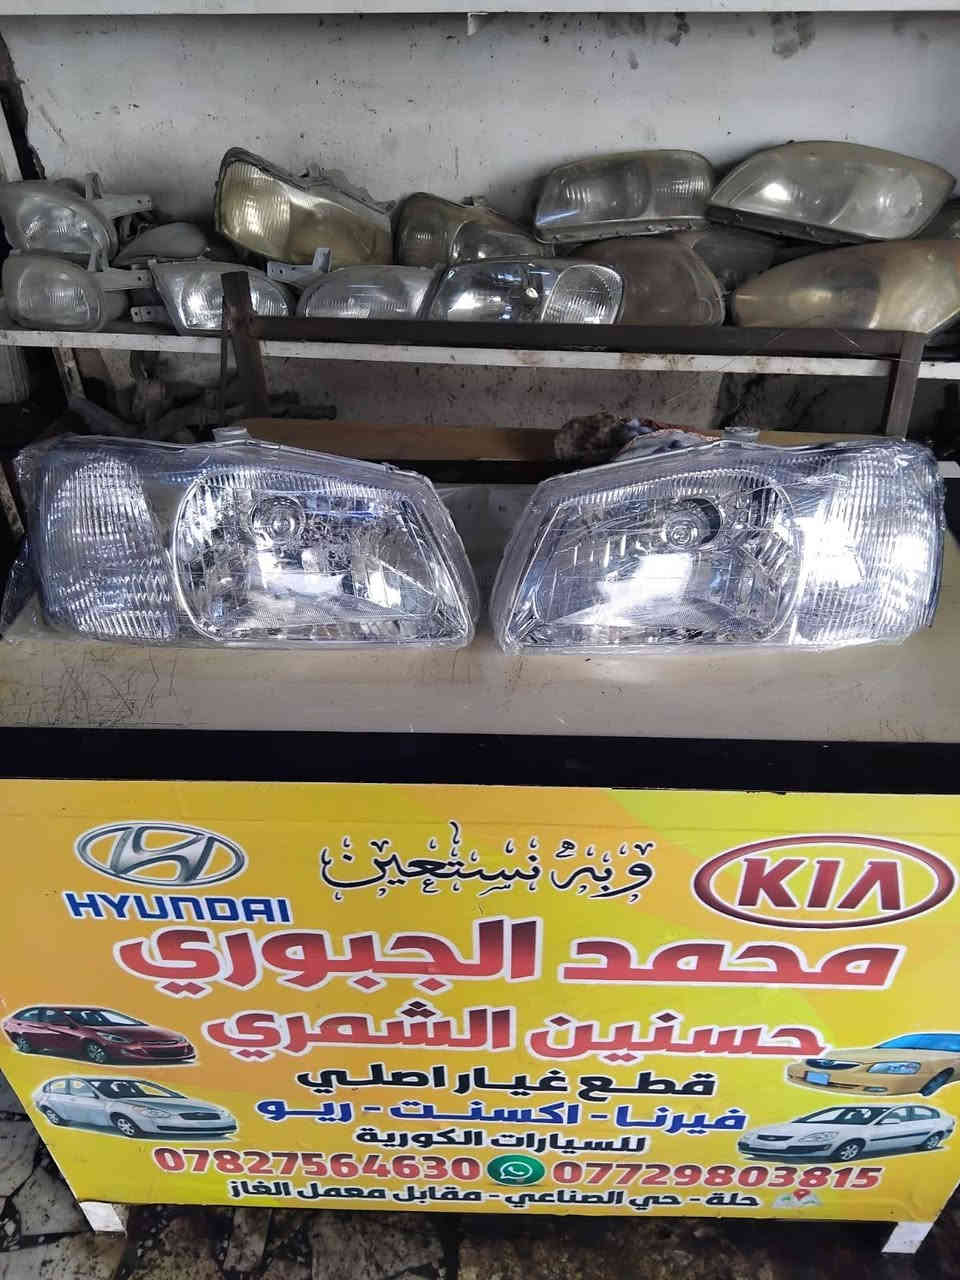 وبه نستعين
HYUNDAI
KIA
محمد الجبوري
حسنين الشمري
قطع غيار اصلي
فيرنا - اكسنت - ريو
للسيارات الكورية
07827564630 07729803815
حلة - حي الصناعي - مقابل معمل الغاز